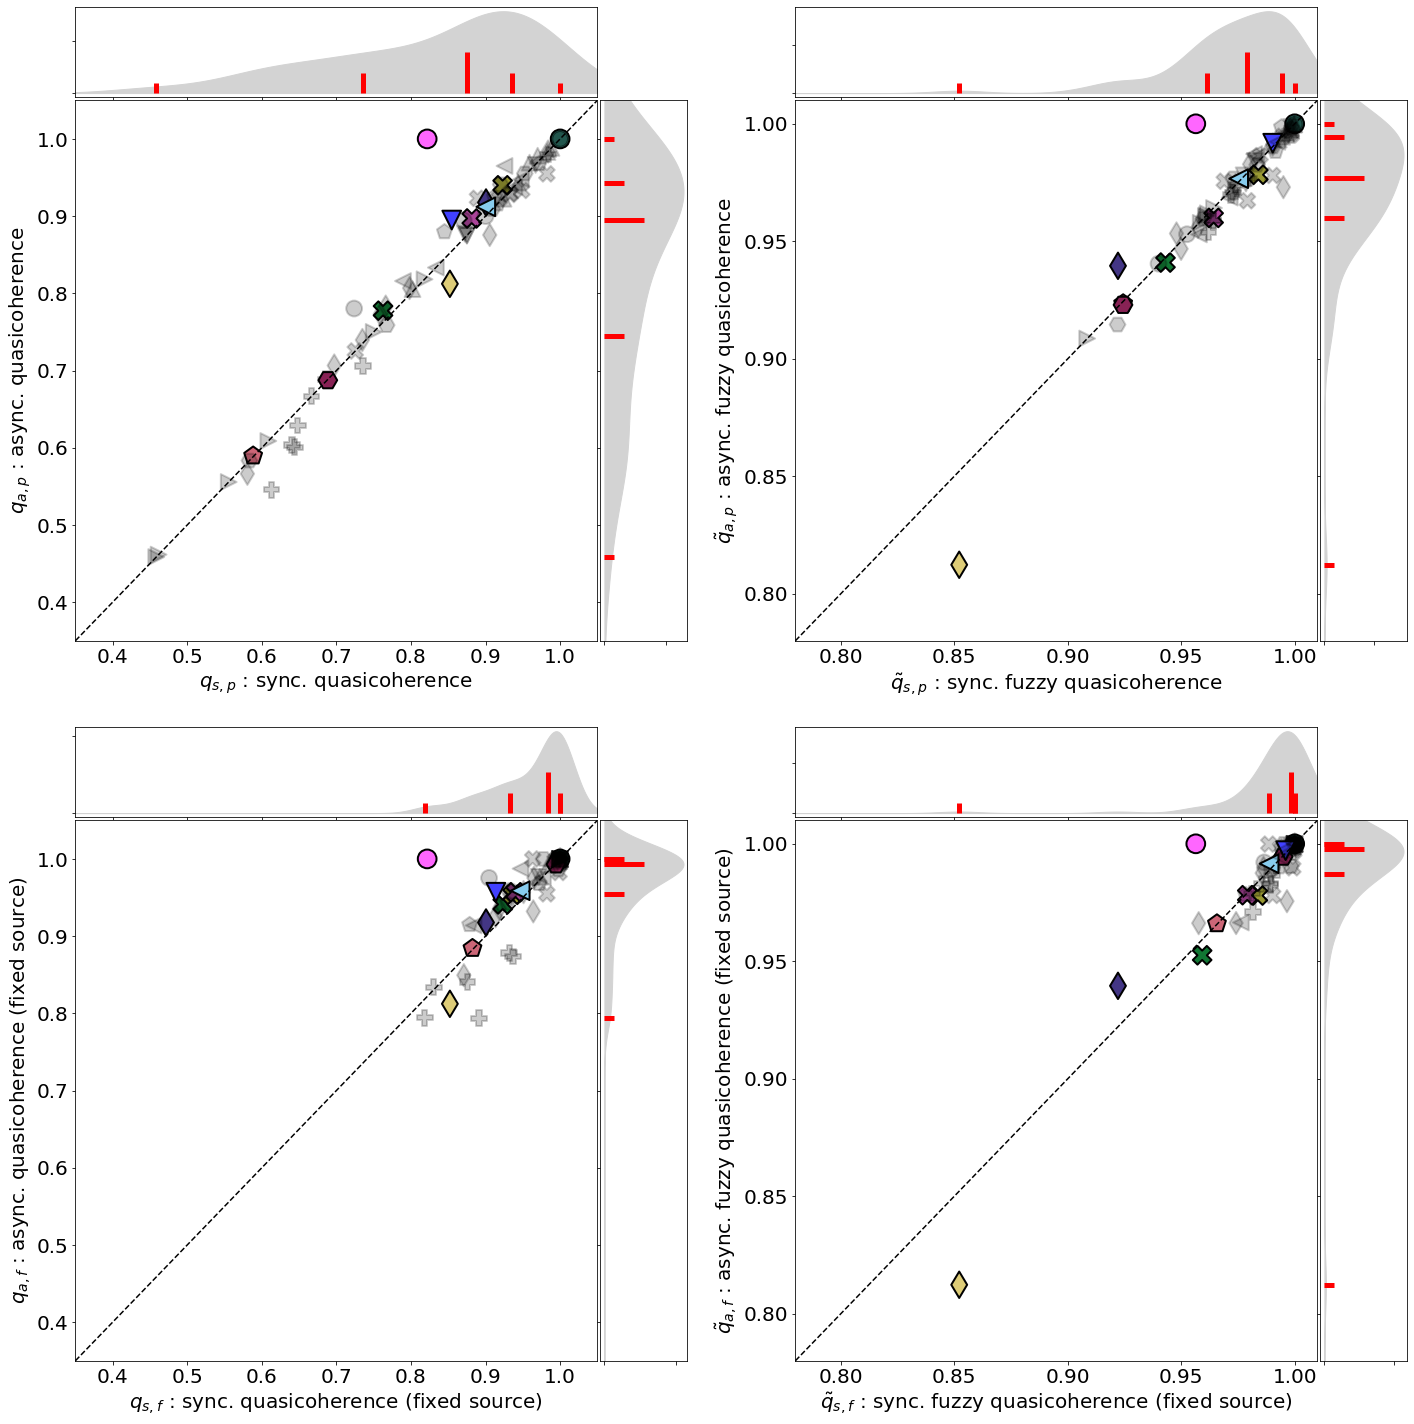 1.0
0.9
0.8
0.7
0.6
0.5
0.4
q_{a,p} : async. quasicoherence
0.4 0.5 0.6 0.7 0.8 0.9 1.0
q_{s,p} : sync. quasicoherence
1.00
0.95
0.90
0.85
0.80
q̃_{a,p} : async. fuzzy quasicoherence
0.80 0.85 0.90 0.95 1.00
q̃_{s,p} : sync. fuzzy quasicoherence
1.0
0.9
0.8
0.7
0.6
0.5
0.4
q_{a,f} : async. quasicoherence (fixed source)
0.4 0.5 0.6 0.7 0.8 0.9 1.0
q_{s,f} : sync. quasicoherence (fixed source)
1.00
0.95
0.90
0.85
0.80
q̃_{a,f} : async. fuzzy quasicoherence (fixed source)
0.80 0.85 0.90 0.95 1.00
q̃_{s,f} : sync. fuzzy quasicoherence (fixed source)